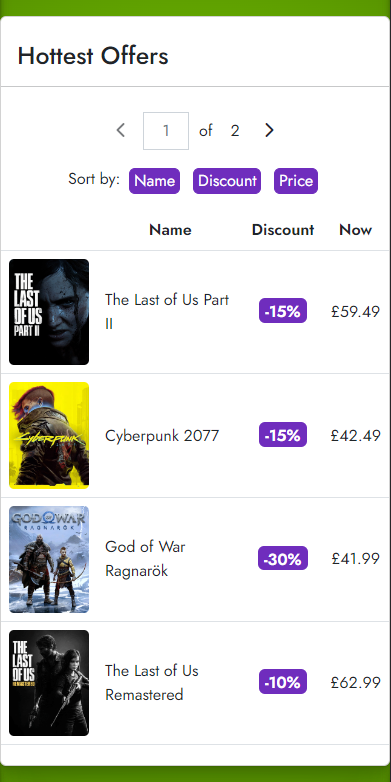 Hottest Offers
1 of 2
Sort by: Name Discount Price
Name Discount Now
THE
LAST
OF US
PART II
The Last of Us Part
II
-15%
£59.49
CYBERPUNK
Cyberpunk 2077
-15%
£42.49
GOD OF WAR
RAGNARÖK
God of War
Ragnarök
-30%
£41.99
THE
LAST
OF US
REMASTERED
The Last of Us
Remastered
-10%
£62.99